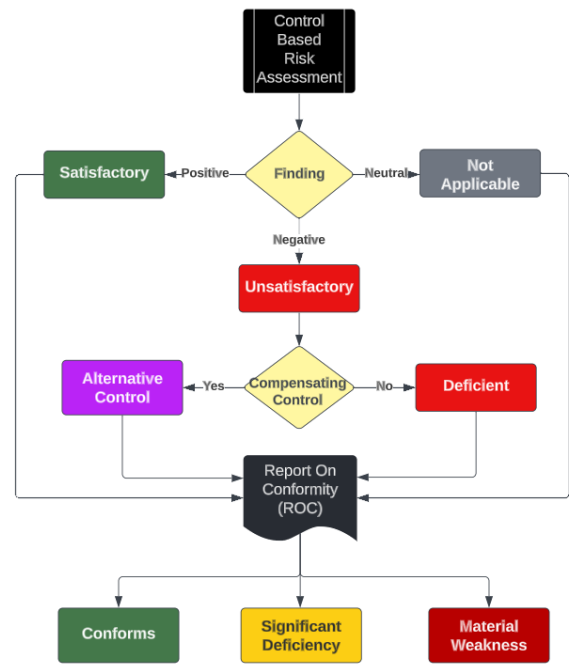 Control
Based
Risk
Assessment
Satisfactory
Positive
Finding
Neutral
Not
Applicable
Negative
Unsatisfactory
Alternative
Control
Yes
Compensating
Control
No
Deficient
Report On
Conformity
(ROC)
Conforms
Significant
Deficiency
Material
Weakness